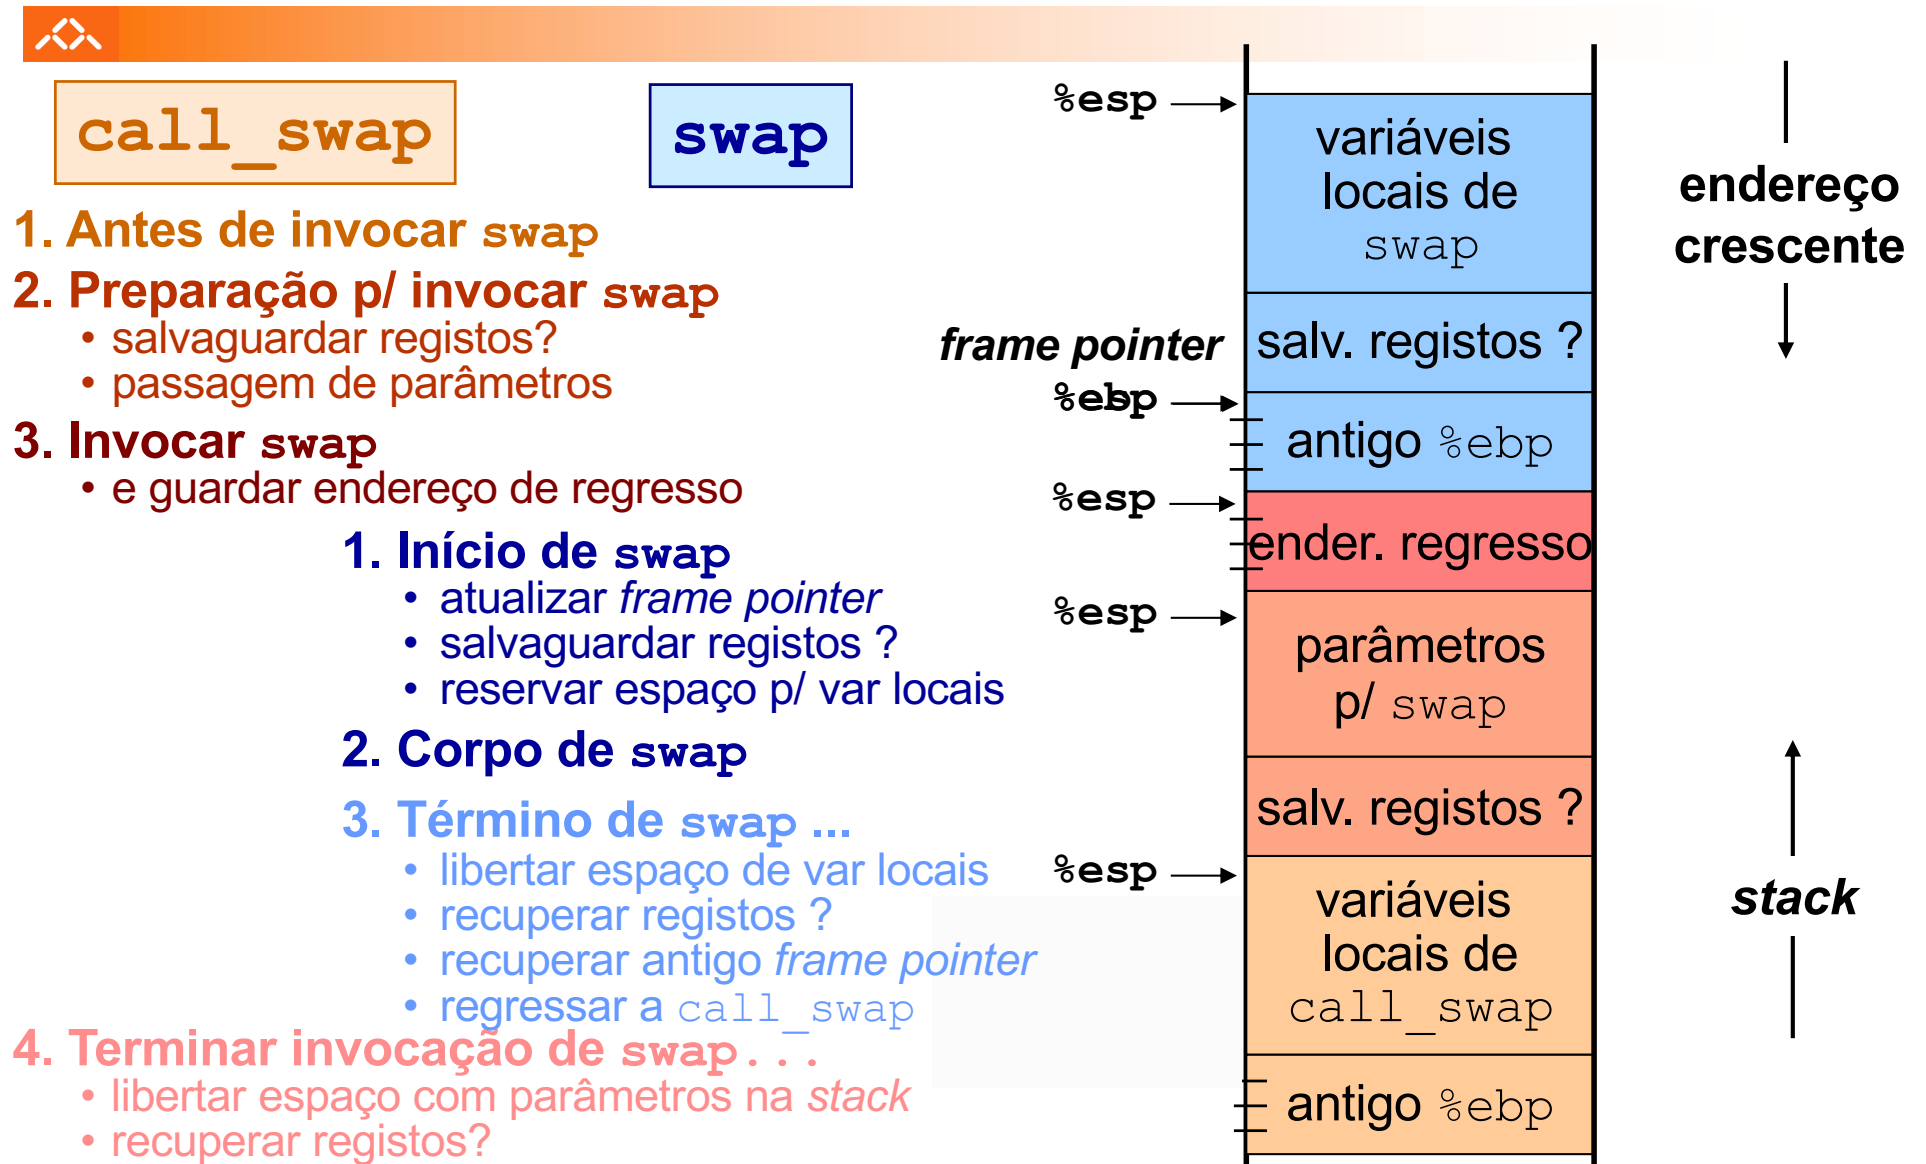 call_swap
swap
1. Antes de invocar swap
2. Preparação p/ invocar swap
• salvaguardar registos?
• passagem de parâmetros
3. Invocar swap
• e guardar endereço de regresso
1. Início de swap
• atualizar frame pointer
• salvaguardar registos ?
• reservar espaço p/ var locais
2. Corpo de swap
3. Término de swap ...
• libertar espaço de var locais
• recuperar registos ?
• recuperar antigo frame pointer
• regressar a call_swap
4. Terminar invocação de swap...
• libertar espaço com parâmetros na stack
• recuperar registos?
%esp
frame pointer
%ebp
%esp
%esp
%esp
variáveis
locais de
swap
salv. registos ?
antigo %ebp
ender. regresso
parâmetros
p/ swap
salv. registos ?
variáveis
locais de
call_swap
antigo %ebp
endereço
crescente
stack